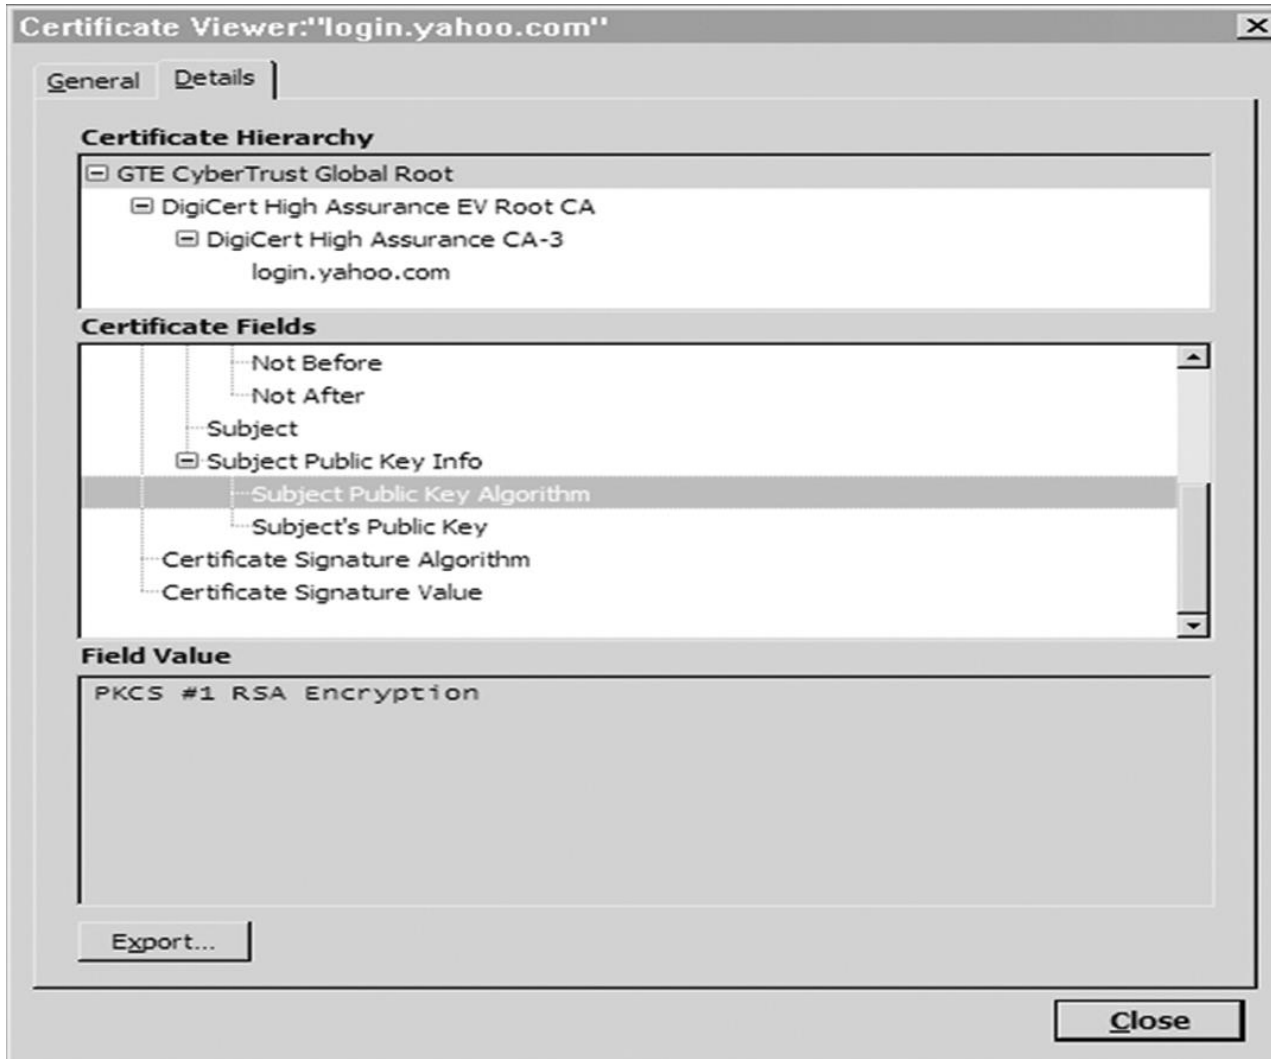 Certificate Viewer:"login.yahoo.com"
General Details
Certificate Hierarchy
GTE CyberTrust Global Root
DigiCert High Assurance EV Root CA
DigiCert High Assurance CA-3
login.yahoo.com
Certificate Fields
Not Before
Not After
Subject
Subject Public Key Info
Subject Public Key Algorithm
Subject's Public Key
Certificate Signature Algorithm
Certificate Signature Value
Field Value
PKCS #1 RSA Encryption
Export...
Close